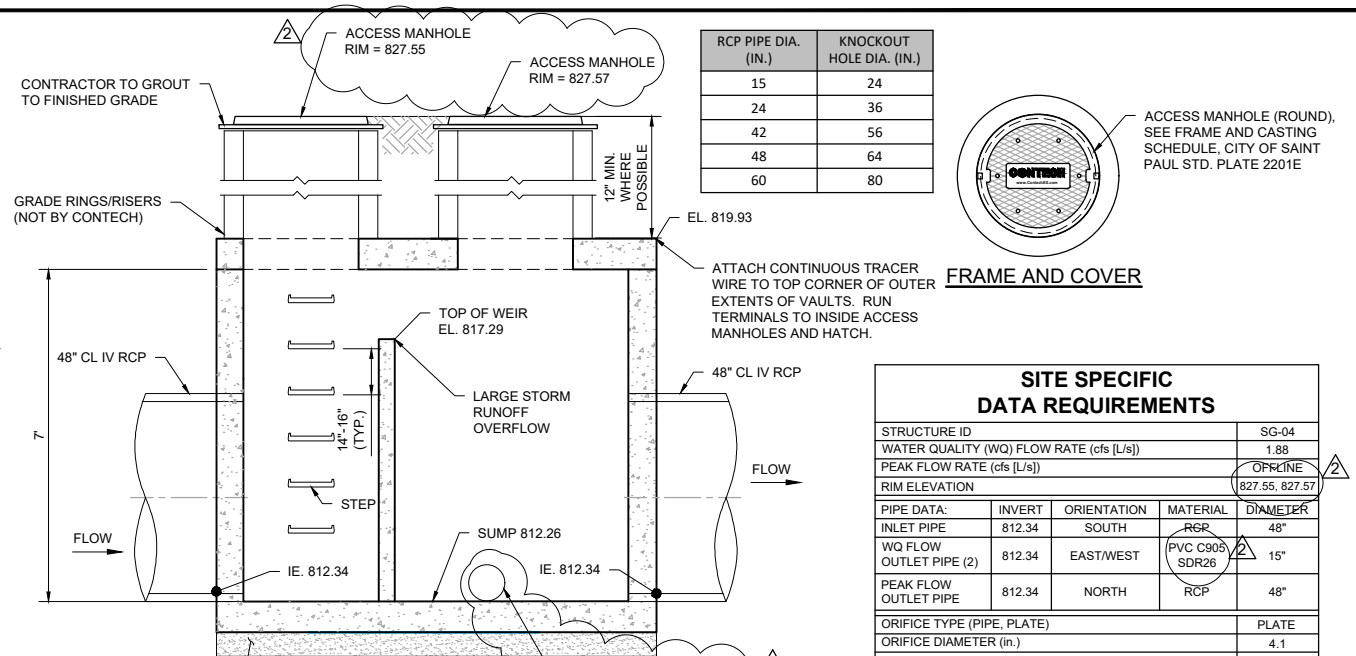 2
ACCESS MANHOLE
RIM = 827.55
ACCESS MANHOLE
RIM = 827.57
CONTRACTOR TO GROUT
TO FINISHED GRADE
GRADE RINGS/RISERS
(NOT BY CONTECH)
12" MIN.
WHERE
POSSIBLE
EL. 819.93
ATTACH CONTINUOUS TRACER
WIRE TO TOP CORNER OF OUTER
EXTENTS OF VAULTS. RUN
TERMINALS TO INSIDE ACCESS
MANHOLES AND HATCH.
TOP OF WEIR
EL. 817.29
48" CL IV RCP
48" CL IV RCP
LARGE STORM
RUNOFF
OVERFLOW
14"-16"
(TYP.)
7'
STEP
FLOW
FLOW
SUMP 812.26
IE. 812.34
IE. 812.34
RCP PIPE DIA. (IN.) KNOCKOUT HOLE DIA. (IN.)
15 24
24 36
42 56
48 64
60 80
CONTECH
www.ContechES.com
ACCESS MANHOLE (ROUND),
SEE FRAME AND CASTING
SCHEDULE, CITY OF SAINT
PAUL STD. PLATE 2201E
FRAME AND COVER
SITE SPECIFIC
DATA REQUIREMENTS
STRUCTURE ID SG-04
WATER QUALITY (WQ) FLOW RATE (cfs [L/s]) 1.88
PEAK FLOW RATE (cfs [L/s]) OFFLINE
2
RIM ELEVATION 827.55, 827.57
PIPE DATA: INVERT ORIENTATION MATERIAL DIAMETER
INLET PIPE 812.34 SOUTH RCP 48"
WQ FLOW OUTLET PIPE (2) 812.34 EAST/WEST PVC C905 SDR26 2 15"
PEAK FLOW OUTLET PIPE 812.34 NORTH RCP 48"
ORIFICE TYPE (PIPE, PLATE) PLATE
ORIFICE DIAMETER (in.) 4.1